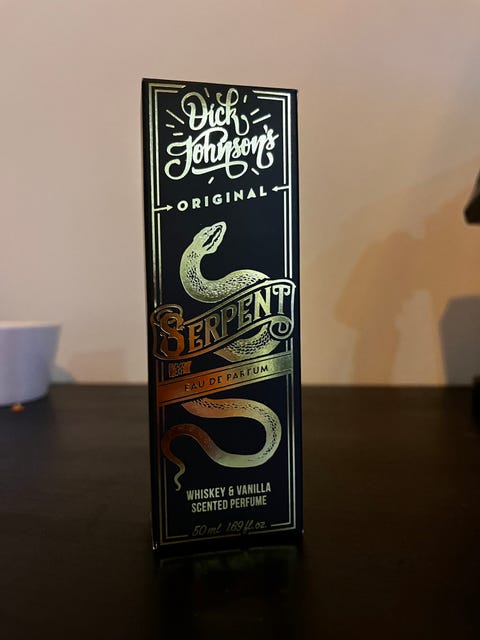 Dick
Johnson's
ORIGINAL
SERPENT
EAU DE PARFUM
WHISKEY & VANILLA
SCENTED PERFUME
50 ml 1.69 fl. oz.